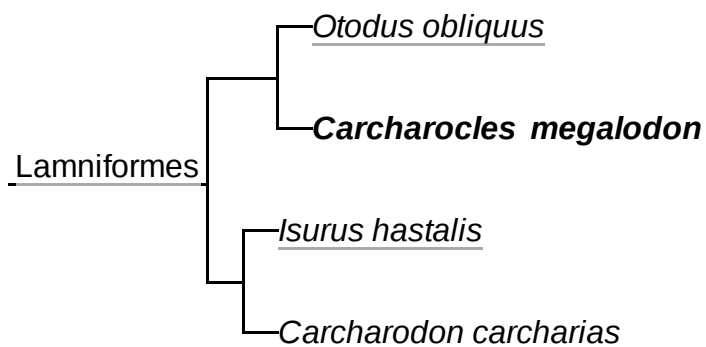 Otodus obliquus
Carcharocles megalodon
Lamniformes
Isurus hastalis
Carcharodon carcharias